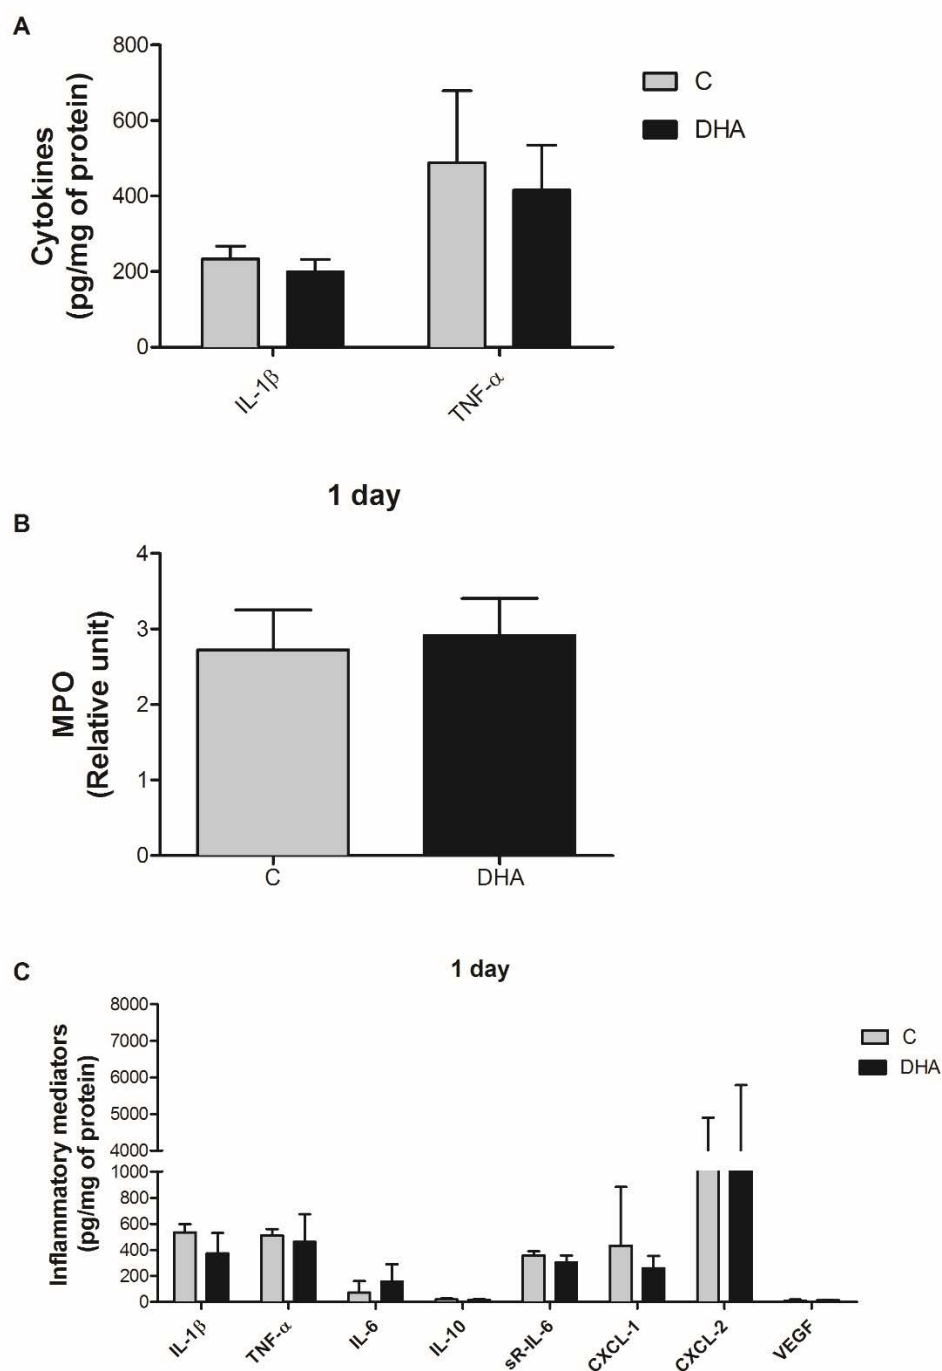 A
800
600
400
200
0
Cytokines
(pg/mg of protein)
C
DHA
IL-1β
TNF-α
1 day
B
4
3
2
1
0
MPO
(Relative unit)
C
DHA
C
1 day
8000
7000
6000
5000
4000
1000
800
600
400
200
0
Inflammatory mediators
(pg/mg of protein)
C
DHA
IL-1β
TNF-α
IL-6
IL-10
sR-IL-6
CXCL-1
CXCL-2
VEGF